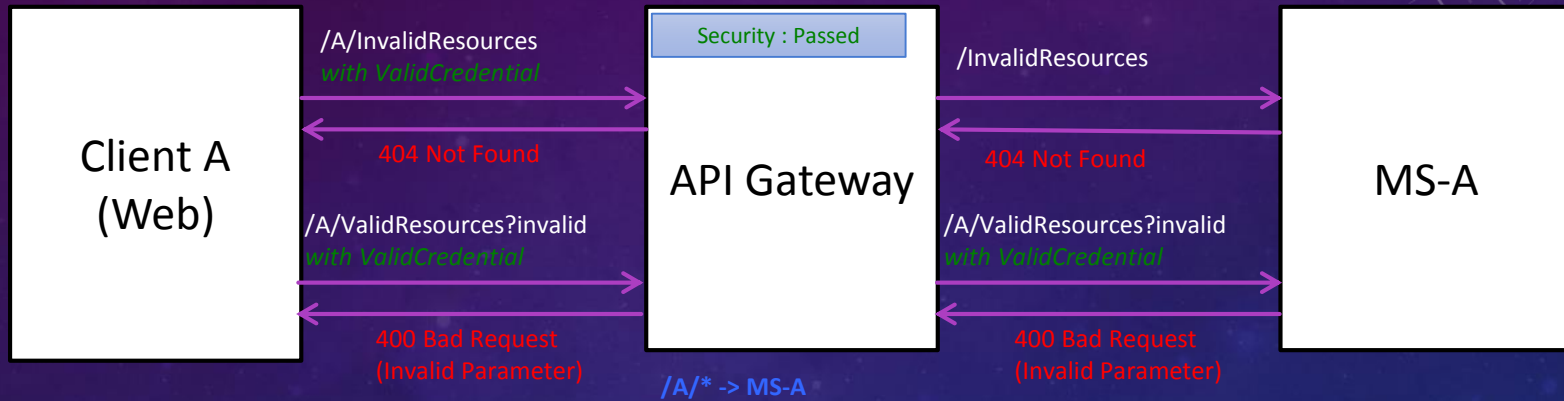 Client A
(Web)
/A/InvalidResources
with ValidCredential
404 Not Found
/A/ValidResources?invalid
with ValidCredential
400 Bad Request
(Invalid Parameter)
Security : Passed
API Gateway
/A/* -> MS-A
/InvalidResources
404 Not Found
/A/ValidResources?invalid
with ValidCredential
400 Bad Request
(Invalid Parameter)
MS-A